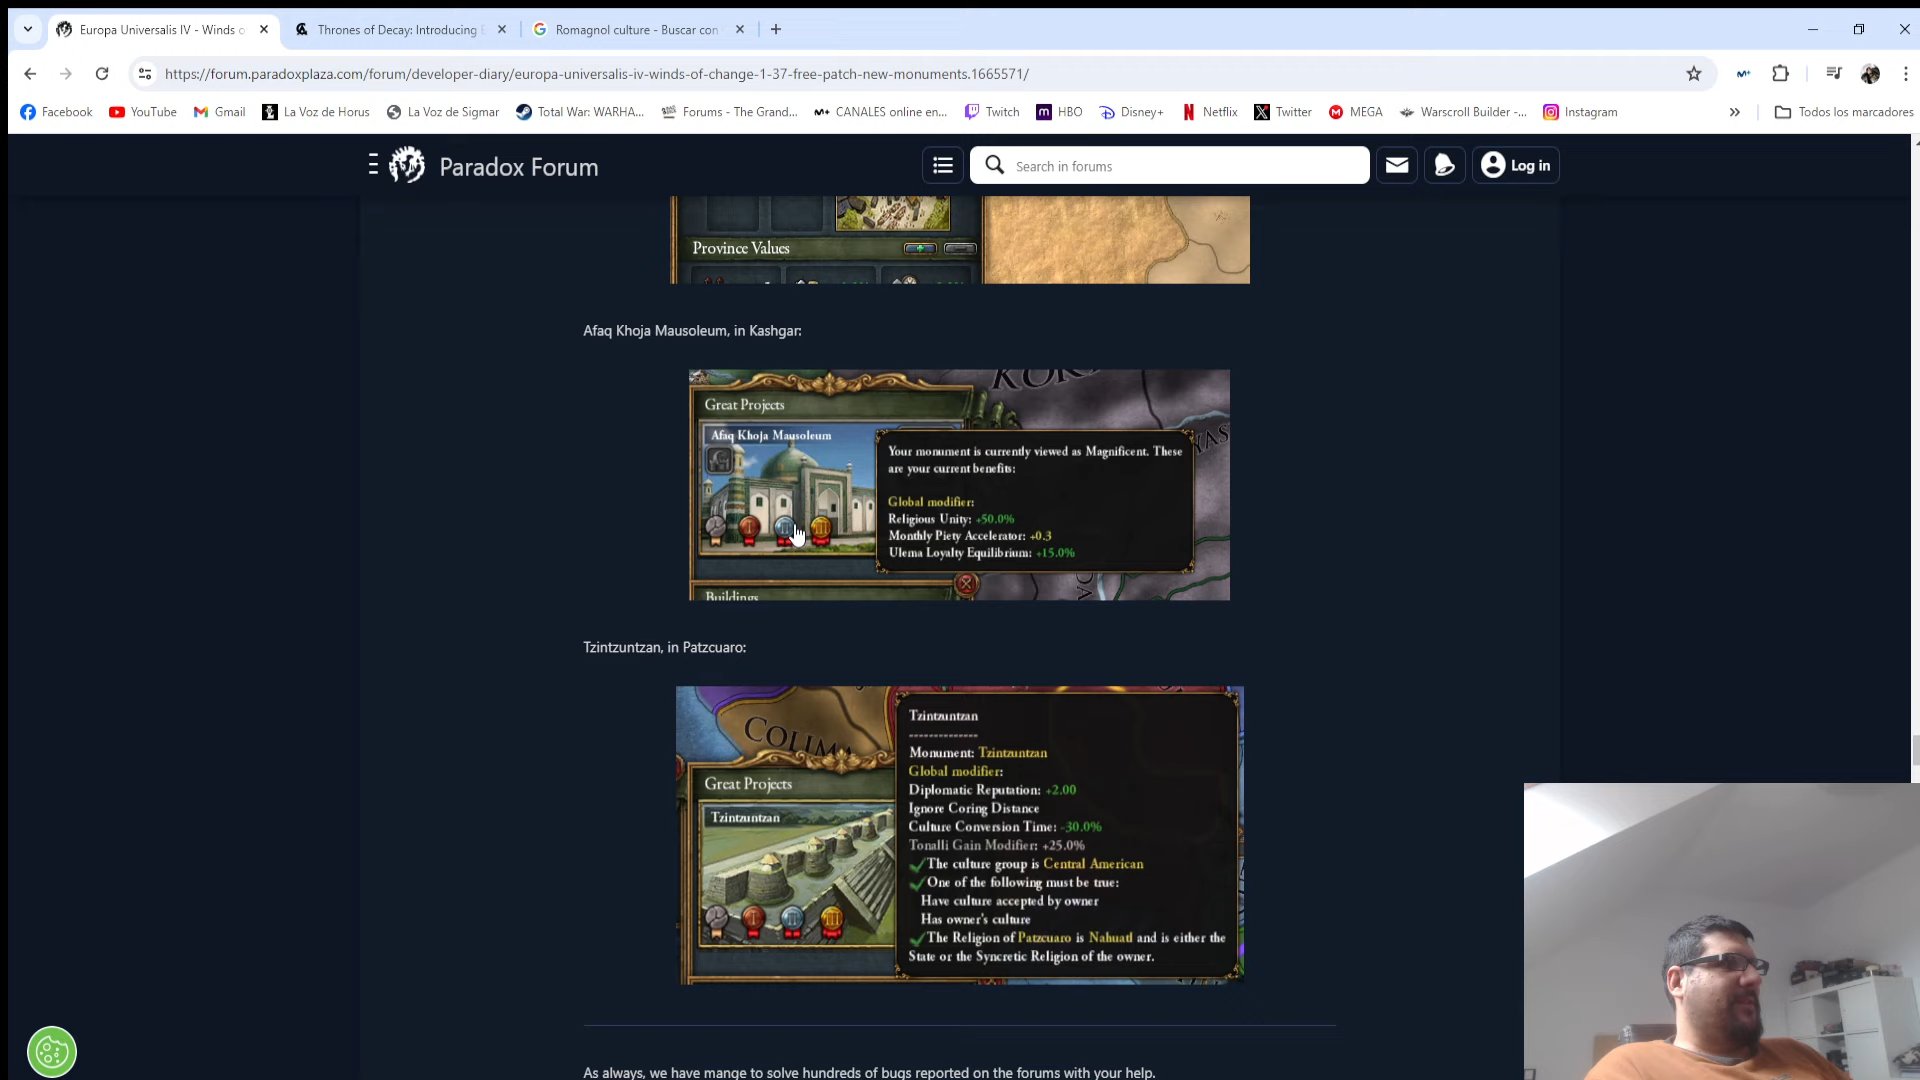 Europa Universalis IV - Winds o
Thrones of Decay: Introducing E
Romagnol culture - Buscar con
https://forum.paradoxplaza.com/forum/developer-diary/europa-universalis-iv-winds-of-change-1-37-free-patch-new-monuments.1665571/
Facebook YouTube Gmail La Voz de Horus La Voz de Sigmar Total War: WARHA... Forums - The Grand... CANALES online en... Twitch HBO Disney+ Netflix Twitter MEGA Warscroll Builder -... Instagram » Todos los marcadores
Paradox Forum
Search in forums
Log in
Province Values
Afaq Khoja Mausoleum, in Kashgar:
Great Projects
Afaq Khoja Mausoleum
Your monument is currently viewed as Magnificent. These
are your current benefits:
Global modifier:
Religious Unity: +50.0%
Monthly Piety Accelerator: +0.3
Ulema Loyalty Equilibrium: +15.0%
Buildings
Tzintzuntzan, in Patzcuaro:
COLIMA
Great Projects
Tzintzuntzan
Tzintzuntzan
--------------
Monument: Tzintzuntzan
Global modifier:
Diplomatic Reputation: +2.00
Ignore Coring Distance
Culture Conversion Time: -30.0%
Tonalli Gain Modifier: +25.0%
The culture group is Central American
One of the following must be true:
Have culture accepted by owner
Has owner's culture
The Religion of Patzcuaro is Nahuatl and is either the
State or the Syncretic Religion of the owner.
As always, we have mange to solve hundreds of bugs reported on the forums with your help.